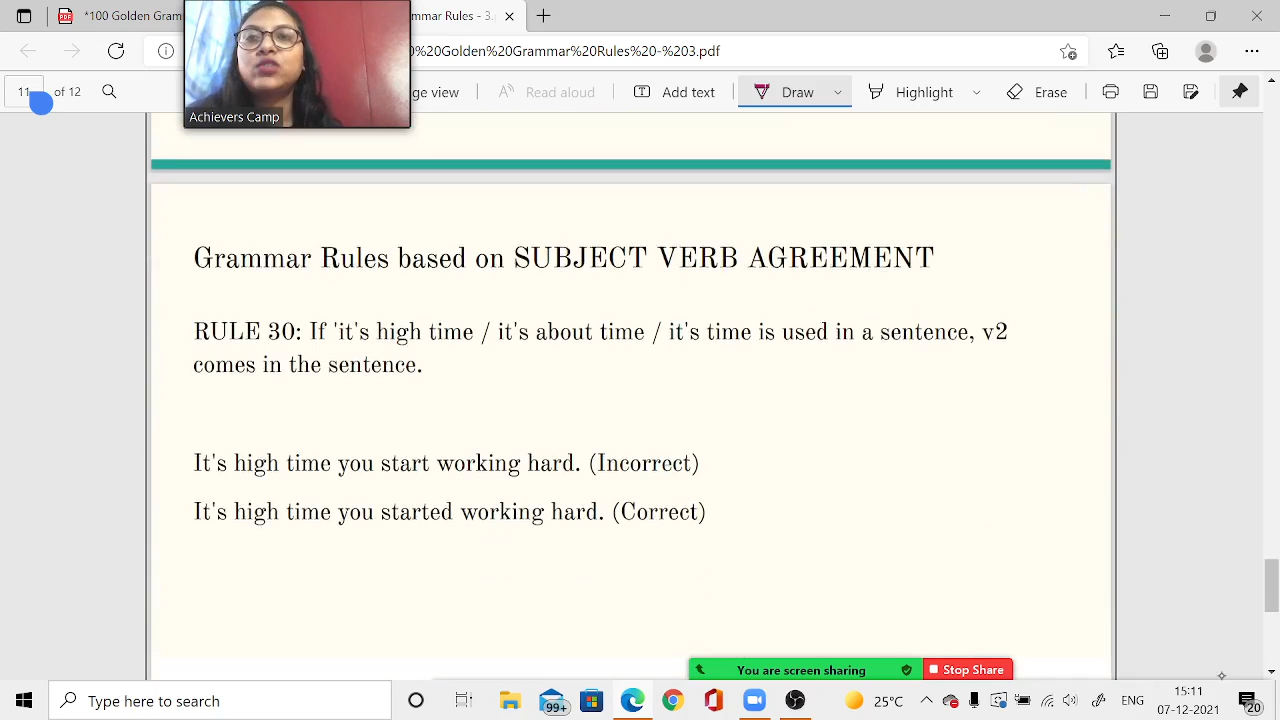 *100 Golden Gramm
mmar Rules -
0%20Golden%20Grammar%20Rules%20-%203.pdf
11 of 12
ge view
Read aloud
Add text
Draw
Highlight
Erase
Achievers Camp
Grammar Rules based on SUBJECT VERB AGREEMENT
RULE 30: If 'it's high time / it's about time / it's time is used in a sentence, v2
comes in the sentence.
It's high time you start working hard. (Incorrect)
It's high time you started working hard. (Correct)
You are screen sharing
Stop Share
Type here to search
99+
25°C
ENG
15:11
07-12-2021
20